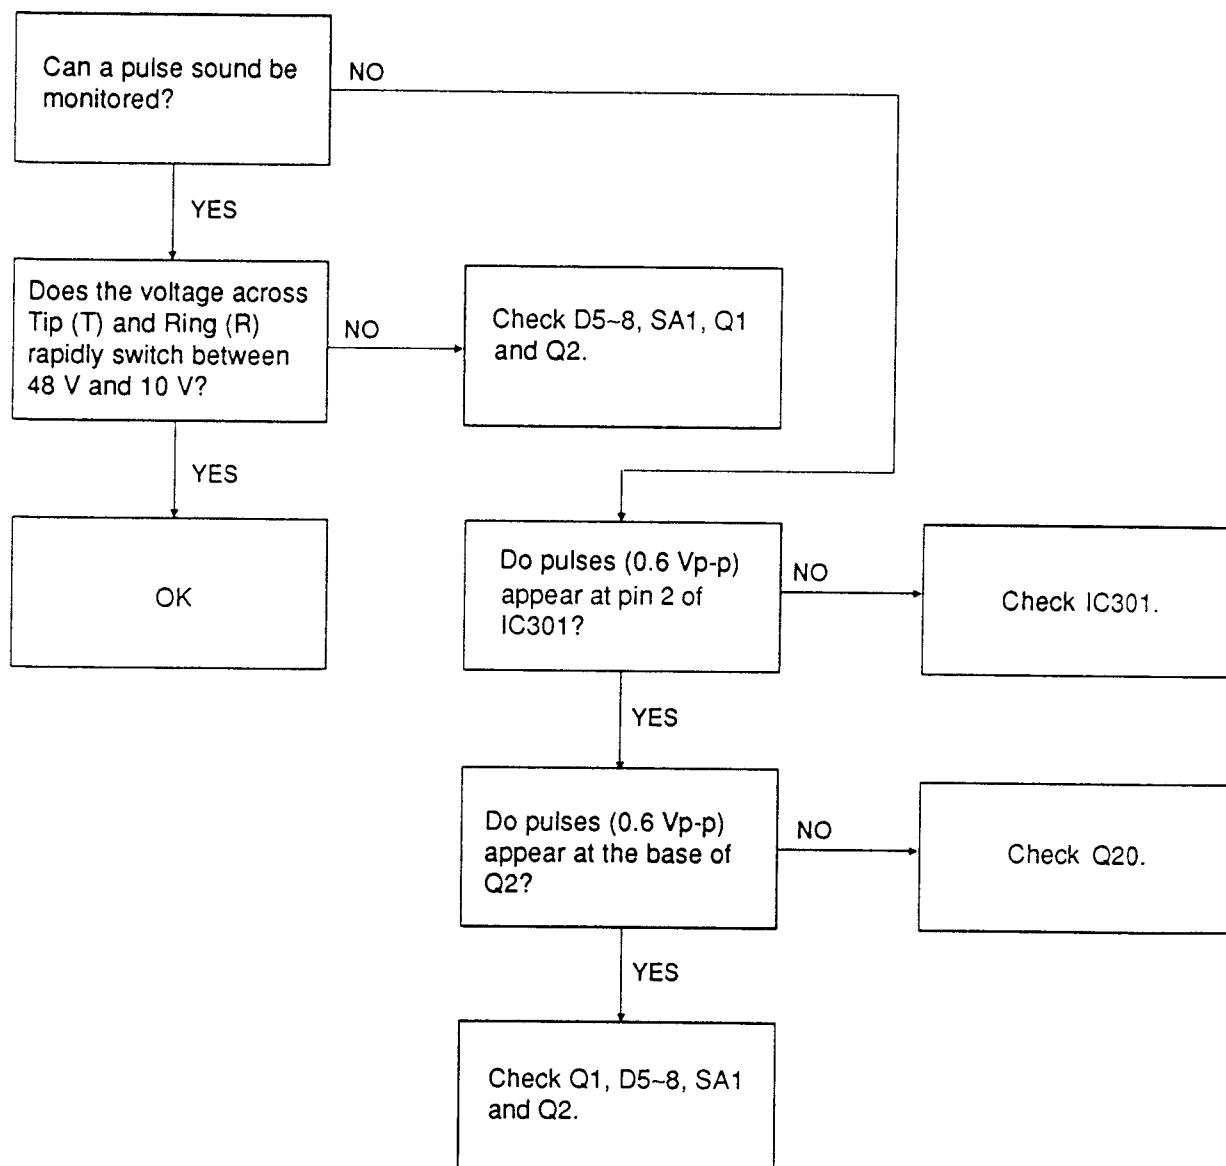 Can a pulse sound be
monitored?
NO
YES
Does the voltage across
Tip (T) and Ring (R)
rapidly switch between
48 V and 10 V?
NO
Check D5~8, SA1, Q1
and Q2.
YES
OK
Do pulses (0.6 Vp-p)
appear at pin 2 of
IC301?
NO
Check IC301.
YES
Do pulses (0.6 Vp-p)
appear at the base of
Q2?
NO
Check Q20.
YES
Check Q1, D5~8, SA1
and Q2.